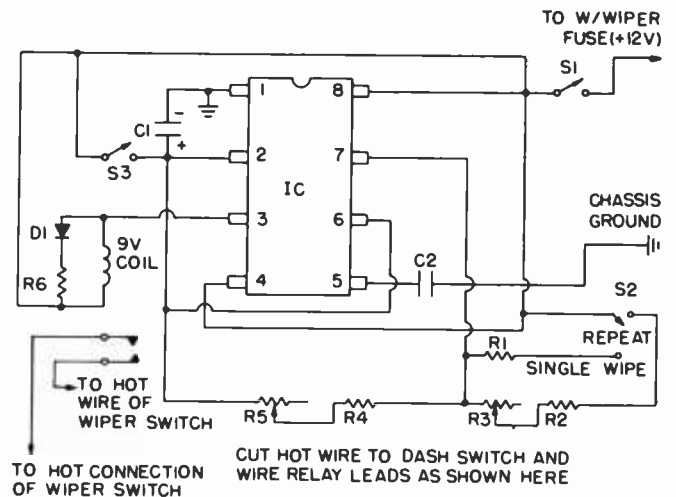 TO W/WIPER
FUSE(+12V)
S1
1
8
-
C1
+
2
7
S3
IC
3
6
D1
9V
COIL
R6
4
5
C2
CHASSIS
GROUND
S2
REPEAT
R1
SINGLE WIPE
TO HOT
WIRE OF
WIPER SWITCH
R5
R4
R3
R2
TO HOT CONNECTION
OF WIPER SWITCH
CUT HOT WIRE TO DASH SWITCH AND
WIRE RELAY LEADS AS SHOWN HERE